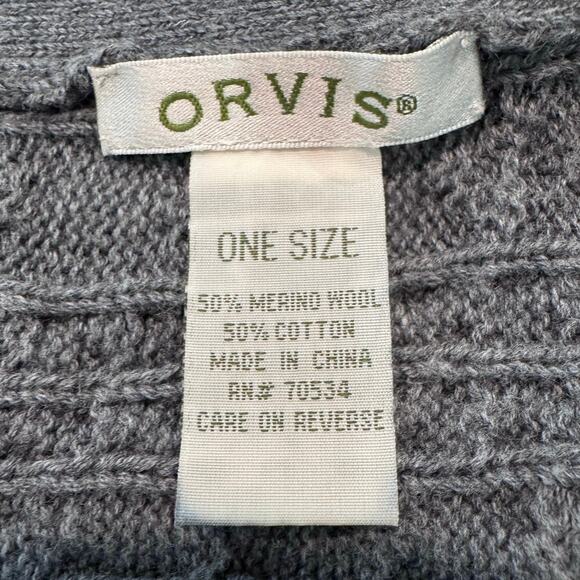 ORVIS®
ONE SIZE
50% MERINO WOOL
50% COTTON
MADE IN CHINA
RN# 70534
CARE ON REVERSE